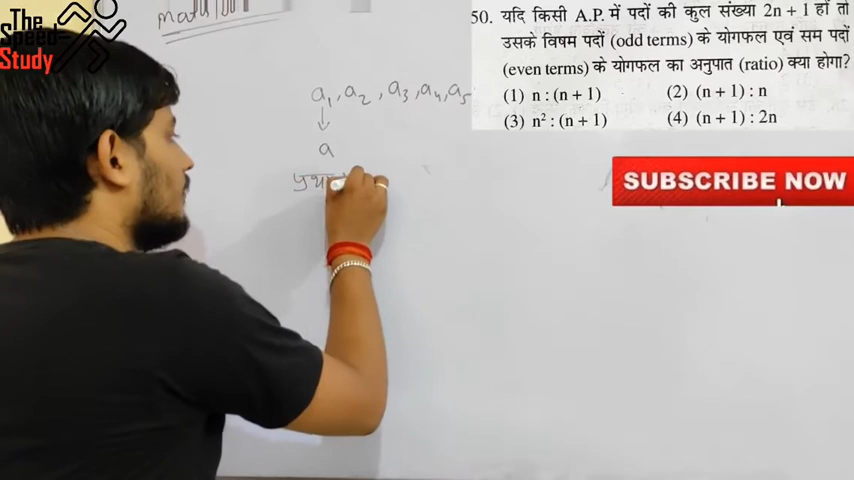 The
Speed
Study
50. यदि किसी A.P. में पदों की कुल संख्या 2n + 1 हों तो
उसके विषम पदों (odd terms) के योगफल एवं सम पदों
(even terms) के योगफल का अनुपात (ratio) क्या होगा?
(1) n : (n + 1) (2) (n + 1) : n
(3) n² : (n + 1) (4) (n + 1) : 2n
a₁, a₂, a₃, a₄, a₅
a
SUBSCRIBE NOW